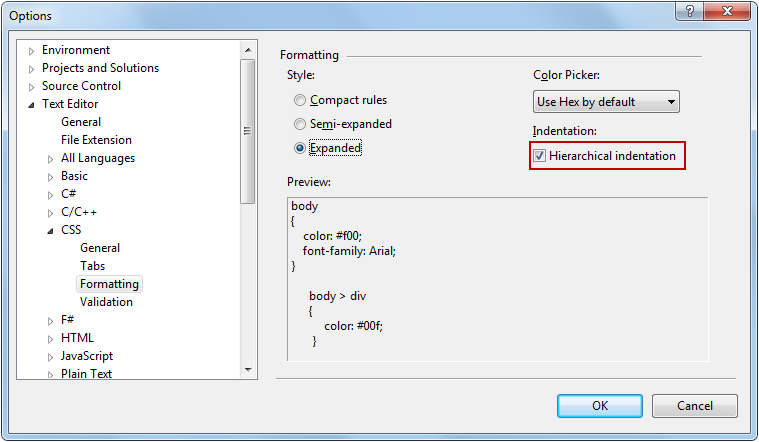 Options
Environment
Projects and Solutions
Source Control
Text Editor
General
File Extension
All Languages
Basic
C#
C/C++
CSS
General
Tabs
Formatting
Validation
F#
HTML
JavaScript
Plain Text
Formatting
Style:
Compact rules
Semi-expanded
Expanded
Color Picker:
Use Hex by default
Indentation:
Hierarchical indentation
Preview:
body
{
color: #f00;
font-family: Arial;
}
body > div
{
color: #00f;
}
OK
Cancel